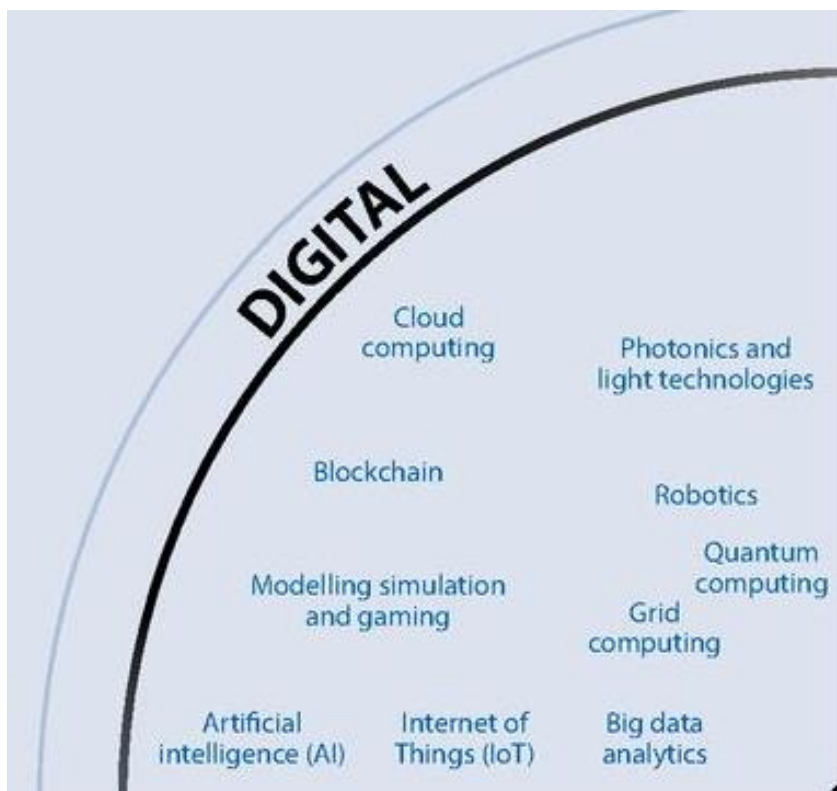 DIGITAL
Cloud
computing
Photonics and
light technologies
Blockchain
Robotics
Quantum
computing
Modelling simulation
and gaming
Grid
computing
Artificial
intelligence (AI)
Internet of
Things (IoT)
Big data
analytics